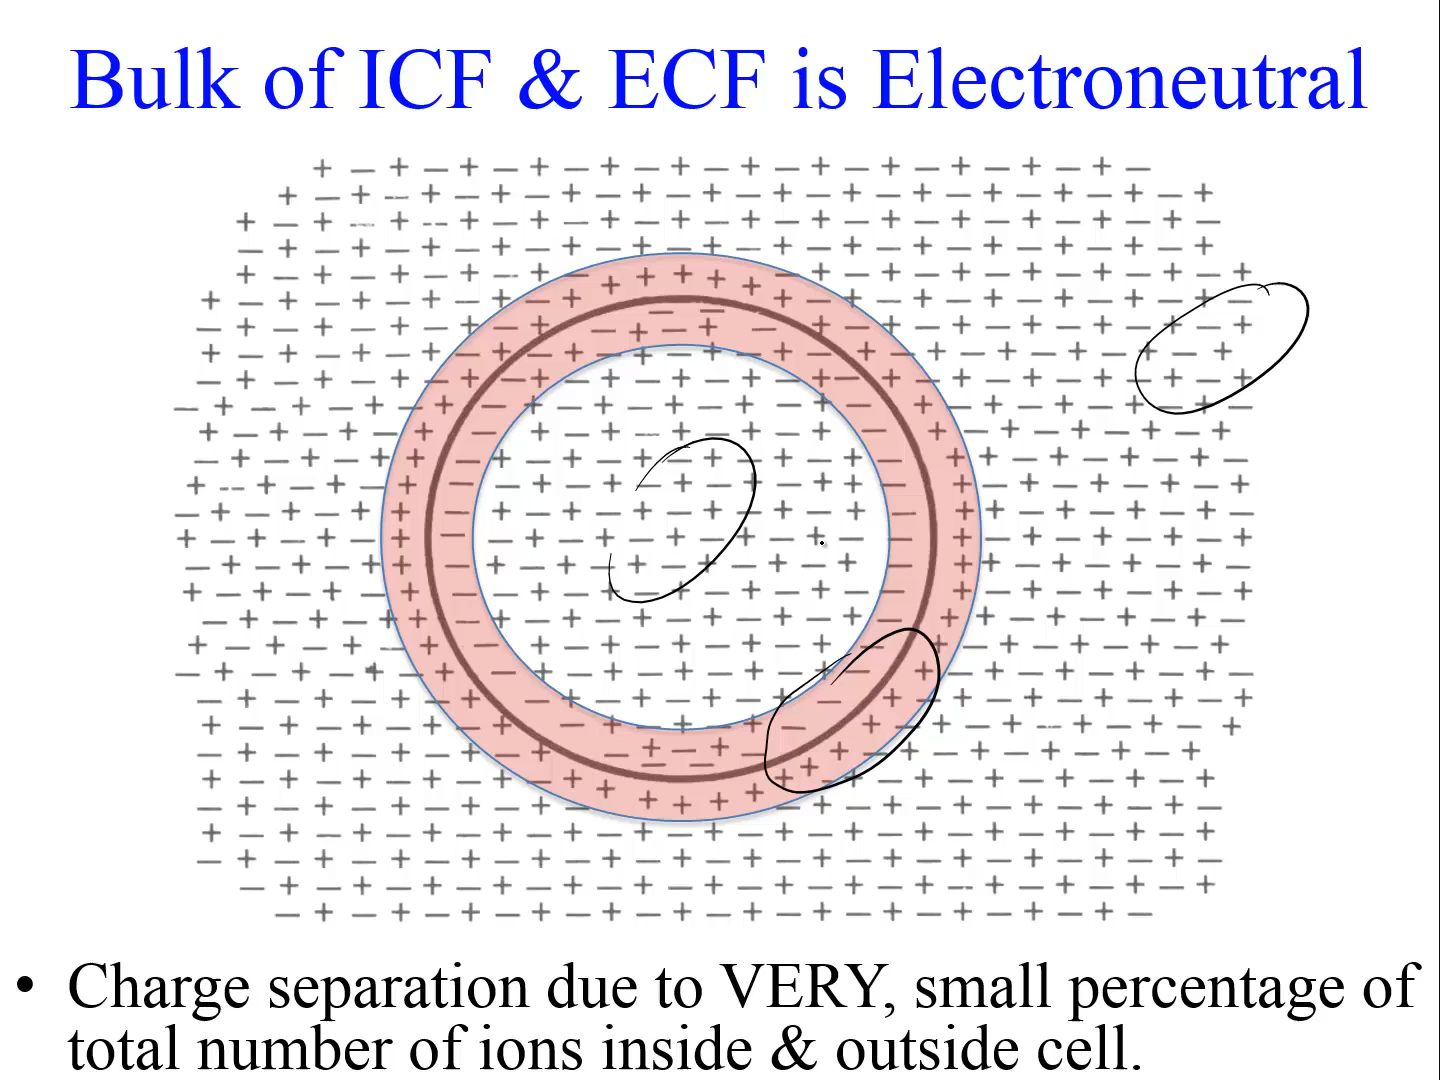 Bulk of ICF & ECF is Electroneutral
• Charge separation due to VERY, small percentage of
total number of ions inside & outside cell.